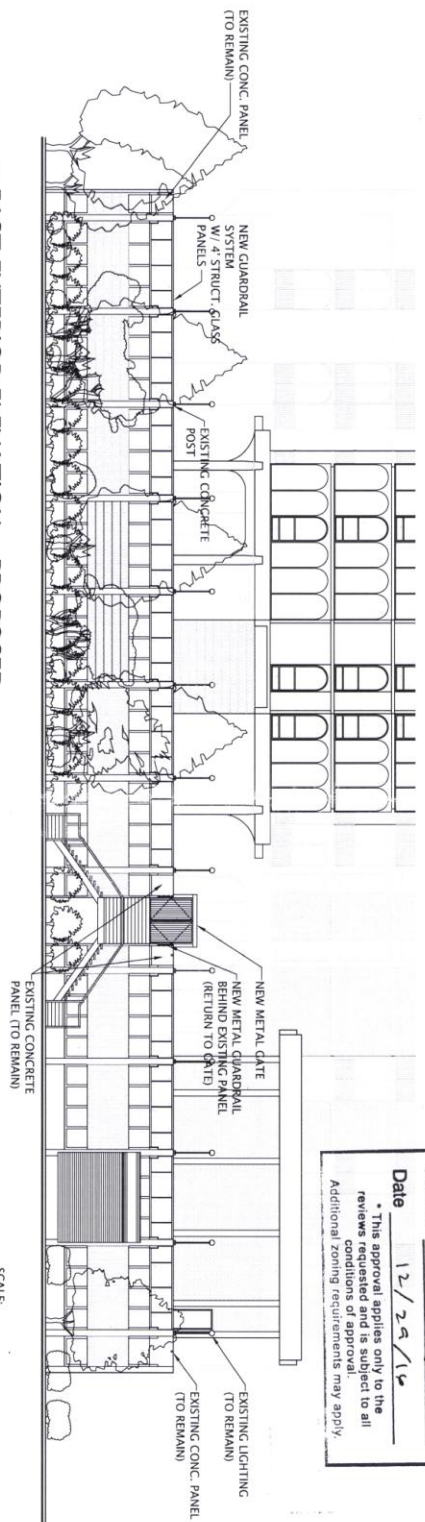 EXISTING CONC. PANEL
(TO REMAIN)
NEW GUARDRAIL
SYSTEM
W/ 4' STRUCT. GLASS
PANELS
EXISTING CONCRETE
POST
NEW METAL GATE
NEW METAL GUARDRAIL
BEHIND EXISTING PANEL
(RETURN TO GATE)
EXISTING CONCRETE
PANEL (TO REMAIN)
EXISTING LIGHTING
(TO REMAIN)
EXISTING CONC. PANEL
(TO REMAIN)
Date 12/29/14
* This approval applies only to the
reviews requested and is subject to all
conditions of approval.
Additional zoning requirements may apply.
SCALE: